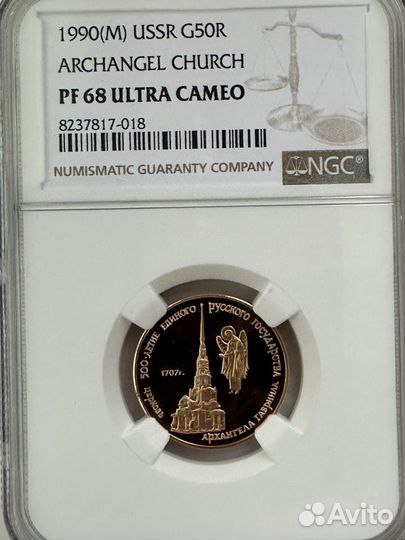 1990(M) USSR G50R
ARCHANGEL CHURCH
PF 68 ULTRA CAMEO
8237817-018
NUMISMATIC GUARANTY COMPANY
NGC®
500-ЛЕТИЕ ЕДИНОГО РУССКОГО ГОСУДАРСТВА
1707г.
ЦЕРКОВЬ АРХАНГЕЛА ГАВРИИЛА
Avito